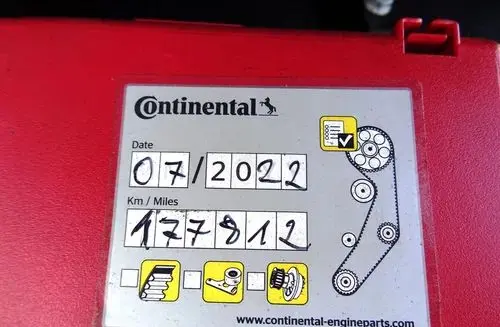 Continental
Date
07/2022
Km / Miles
177812
www.continental-engineparts.com